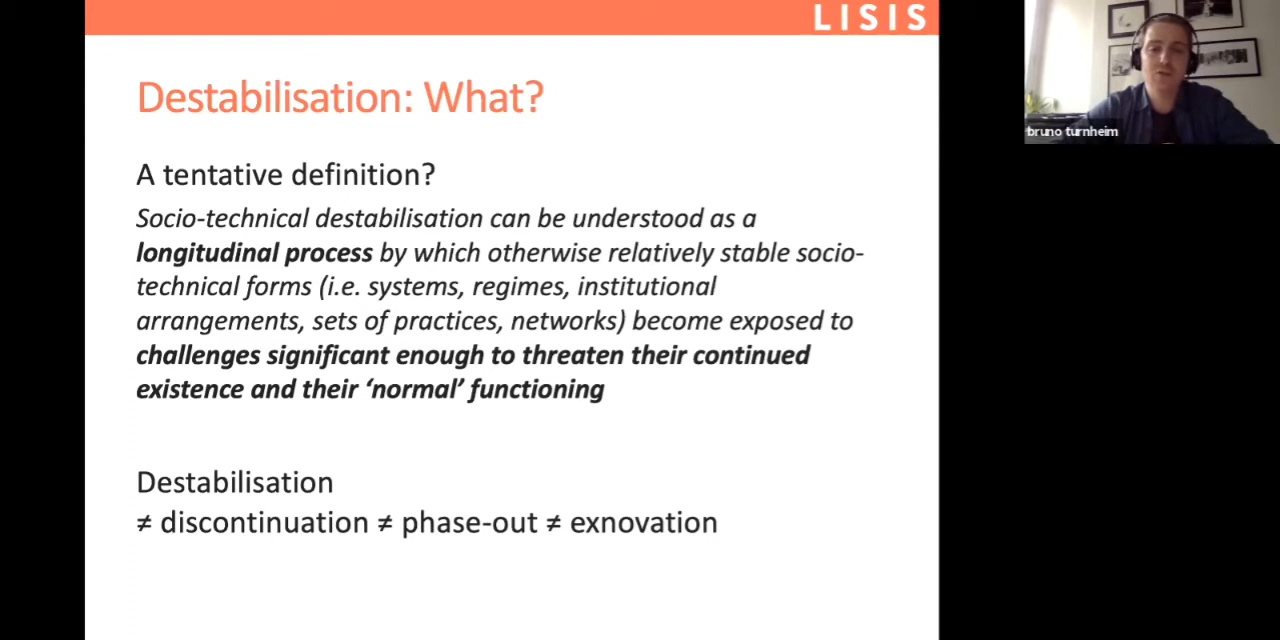 LISIS
Destabilisation: What?
A tentative definition?
Socio-technical destabilisation can be understood as a
longitudinal process by which otherwise relatively stable socio-
technical forms (i.e. systems, regimes, institutional
arrangements, sets of practices, networks) become exposed to
challenges significant enough to threaten their continued
existence and their ‘normal’ functioning
Destabilisation
≠ discontinuation ≠ phase-out ≠ exnovation
bruno turnheim